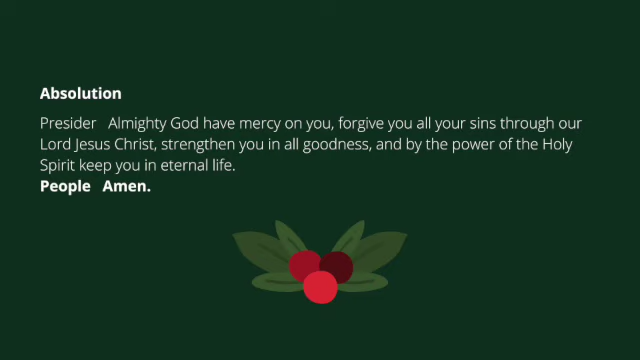 Absolution
Presider Almighty God have mercy on you, forgive you all your sins through our
Lord Jesus Christ, strengthen you in all goodness, and by the power of the Holy
Spirit keep you in eternal life.
People Amen.